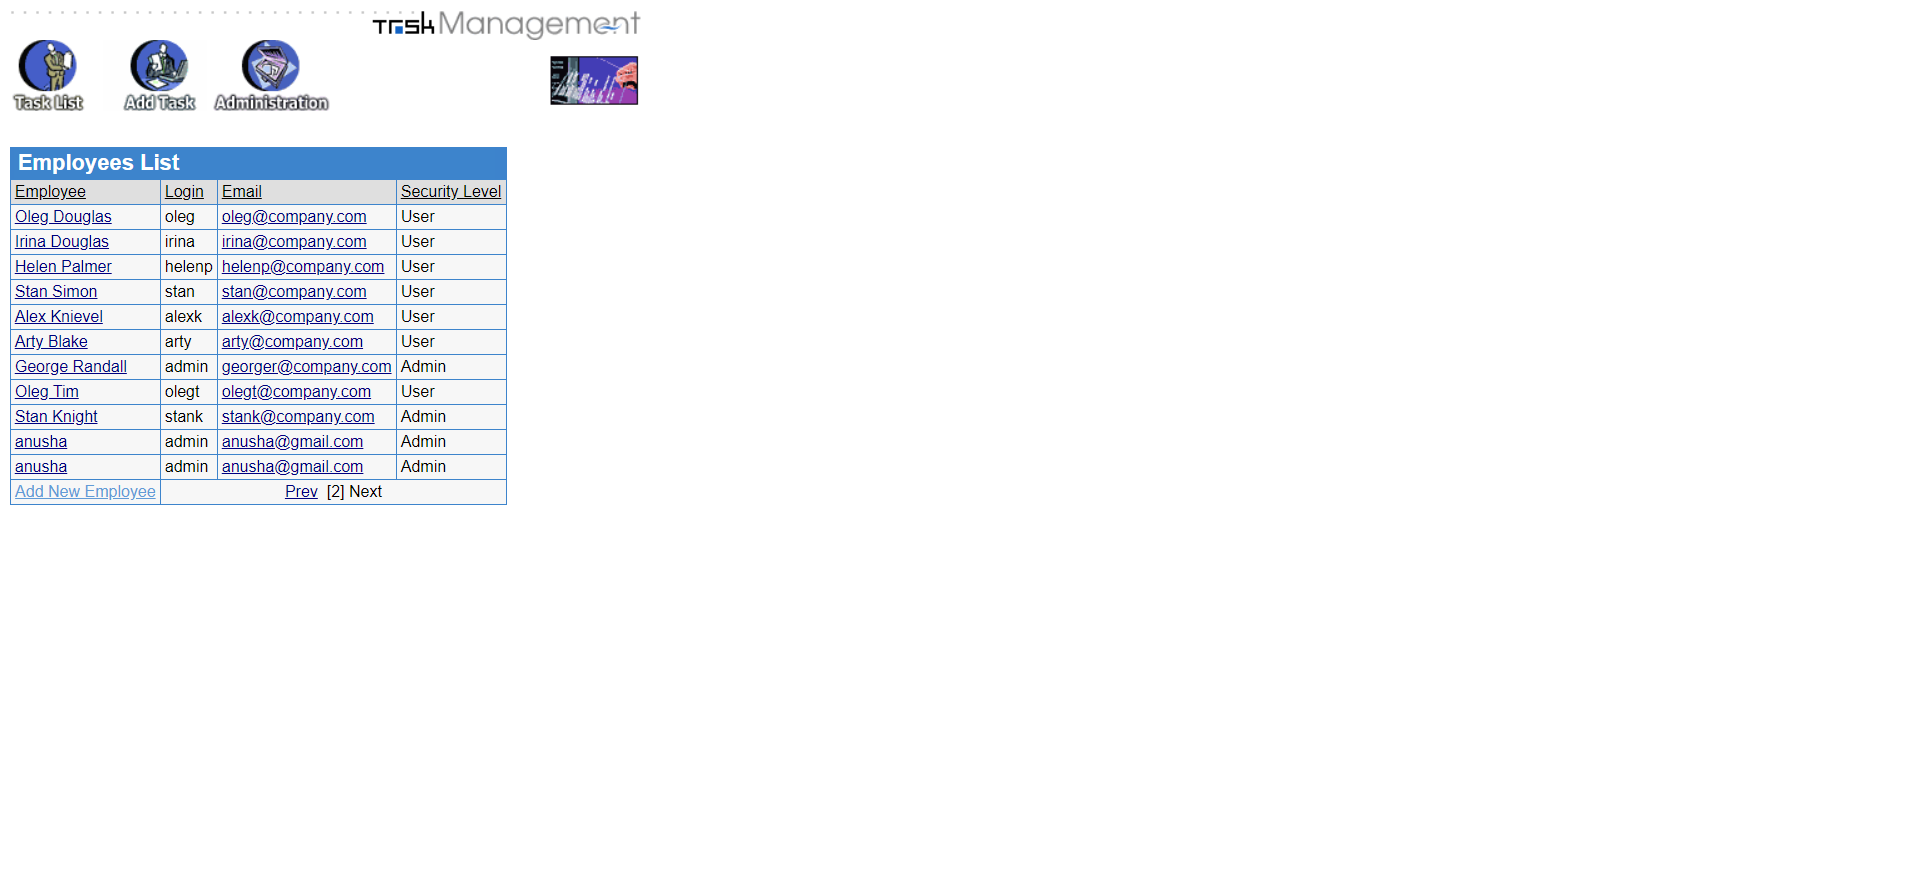 Task Management
Task List Add Task Administration
Employees List
Employee Login Email Security Level
Oleg Douglas oleg oleg@company.com User
Irina Douglas irina irina@company.com User
Helen Palmer helenp helenp@company.com User
Stan Simon stan stan@company.com User
Alex Knievel alexk alexk@company.com User
Arty Blake arty arty@company.com User
George Randall admin georger@company.com Admin
Oleg Tim olegt olegt@company.com User
Stan Knight stank stank@company.com Admin
anusha admin anusha@gmail.com Admin
anusha admin anusha@gmail.com Admin
Add New Employee Prev [2] Next